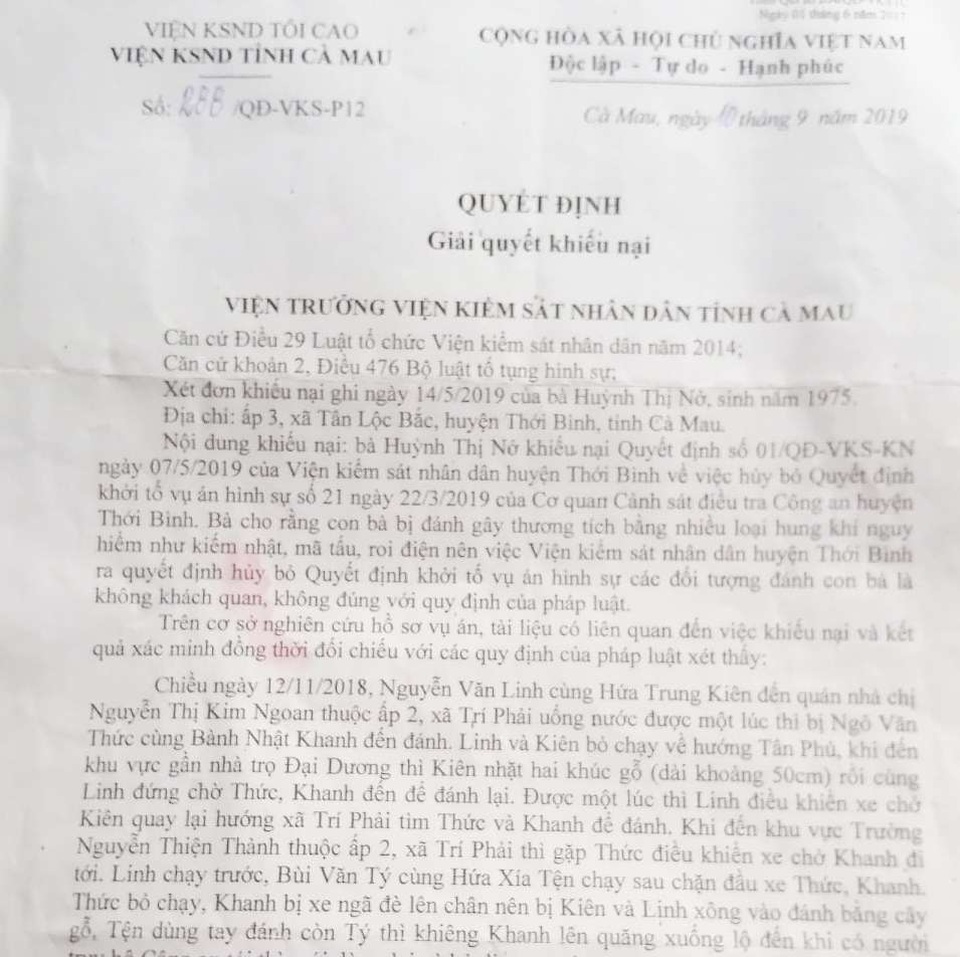 Ngày 05 tháng 6 năm
VIỆN KSND TỐI CAO
CỘNG HÒA XÃ HỘI CHỦ NGHĨA VIỆT NAM
VIỆN KSND TỈNH CÀ MAU
Độc lập - Tự do - Hạnh phúc
Số: 288 /QĐ-VKS-P12
Cà Mau, ngày 10 tháng 9 năm 2019
QUYẾT ĐỊNH
Giải quyết khiếu nại
VIỆN TRƯỞNG VIỆN KIỂM SÁT NHÂN DÂN TỈNH CÀ MAU
Căn cứ Điều 29 Luật tổ chức Viện kiểm sát nhân dân năm 2014;
Căn cứ khoản 2, Điều 476 Bộ luật tố tụng hình sự;
Xét đơn khiếu nại ghi ngày 14/5/2019 của bà Huỳnh Thị Nở, sinh năm 1975.
Địa chỉ: ấp 3, xã Tân Lộc Bắc, huyện Thới Bình, tỉnh Cà Mau.
Nội dung khiếu nại: bà Huỳnh Thị Nở khiếu nại Quyết định số 01/QĐ-VKS-KN
ngày 07/5/2019 của Viện kiểm sát nhân dân huyện Thới Bình về việc hủy bỏ Quyết định
khởi tố vụ án hình sự số 21 ngày 22/3/2019 của Cơ quan Cảnh sát điều tra Công an huyện
Thới Bình. Bà cho rằng con bà bị đánh gây thương tích bằng nhiều loại hung khí nguy
hiểm như kiếm nhật, mã tấu, roi điện nên việc Viện kiểm sát nhân dân huyện Thới Bình
ra quyết định hủy bỏ Quyết định khởi tố vụ án hình sự các đối tượng đánh con bà là
không khách quan, không đúng với quy định của pháp luật.
Trên cơ sở nghiên cứu hồ sơ vụ án, tài liệu có liên quan đến việc khiếu nại và kết
quả xác minh đồng thời đối chiếu với các quy định của pháp luật xét thấy:
Chiều ngày 12/11/2018, Nguyễn Văn Linh cùng Hứa Trung Kiên đến quán nhà chị
Nguyễn Thị Kim Ngoan thuộc ấp 2, xã Trí Phải uống nước được một lúc thì bị Ngô Văn
Thức cùng Bành Nhật Khanh đến đánh. Linh và Kiên bỏ chạy về hướng Tân Phú, khi đến
khu vực gần nhà trọ Đại Dương thì Kiên nhặt hai khúc gỗ (dài khoảng 50cm) rồi cùng
Linh đứng chờ Thức, Khanh đến để đánh lại. Được một lúc thì Linh điều khiển xe chở
Kiên quay lại hướng xã Trí Phải tìm Thức và Khanh để đánh. Khi đến khu vực Trường
Nguyễn Thiện Thành thuộc ấp 2, xã Trí Phải thì gặp Thức điều khiển xe chở Khanh đi
tới. Linh chạy trước, Bùi Văn Tý cùng Hứa Xía Tện chạy sau chặn đầu xe Thức, Khanh.
Thức bỏ chạy, Khanh bị xe ngã đè lên chân nên bị Kiên và Linh xông vào đánh bằng cây
gỗ, Tện dùng tay đánh còn Tý thì khiêng Khanh lên quăng xuống lộ đến khi có người